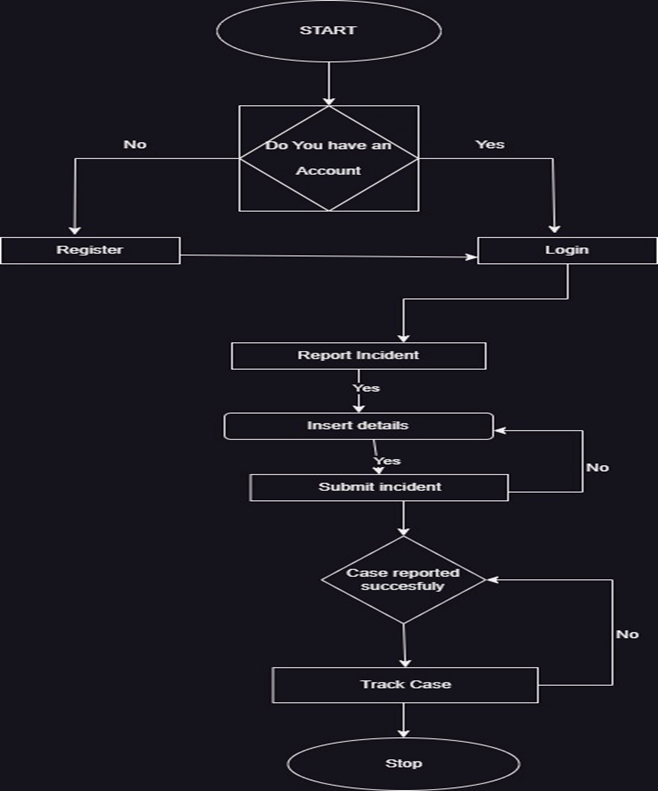 START
Do You have an
Account
No
Yes
Register
Login
Report Incident
Yes
Insert details
Yes
No
Submit incident
Case reported
succesfuly
No
Track Case
Stop